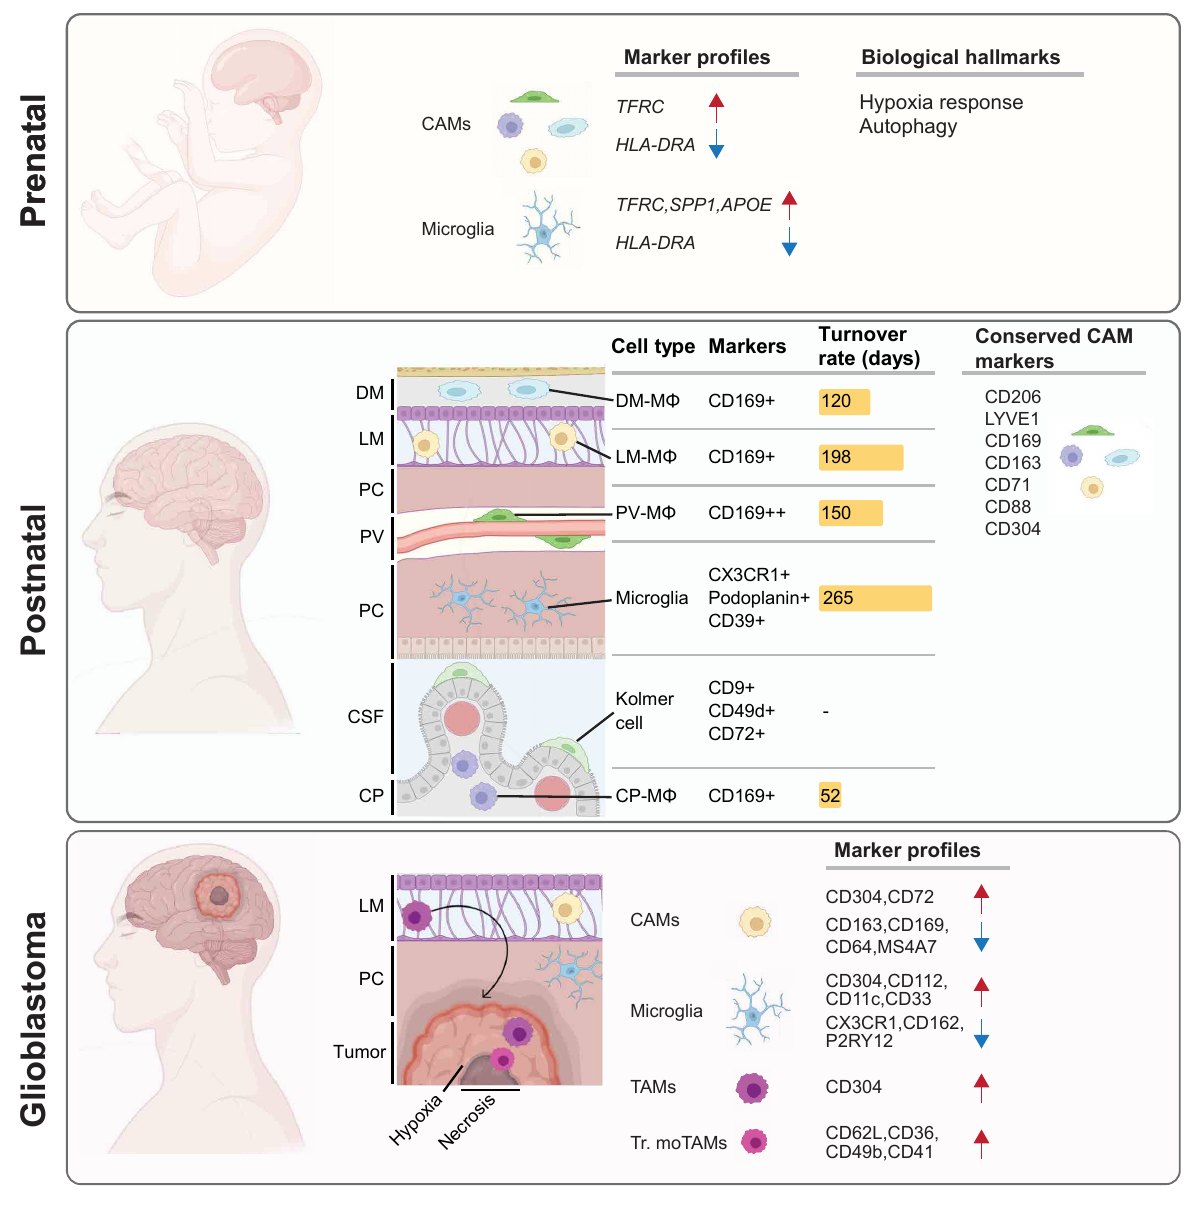 Prenatal
Marker profiles
Biological hallmarks
CAMs
TFRC
HLA-DRA
Hypoxia response
Autophagy
Microglia
TFRC,SPP1,APOE
HLA-DRA
Postnatal
Cell type
Markers
Turnover
rate (days)
Conserved CAM
markers
DM
DM-MΦ
CD169+
120
LM
LM-MΦ
CD169+
198
PC
PV
PV-MΦ
CD169++
150
PC
Microglia
CX3CR1+
Podoplanin+
CD39+
265
CSF
Kolmer
cell
CD9+
CD49d+
CD72+
-
CP
CP-MΦ
CD169+
52
CD206
LYVE1
CD169
CD163
CD71
CD88
CD304
Glioblastoma
LM
PC
Tumor
Hypoxia
Necrosis
Marker profiles
CAMs
CD304,CD72
CD163,CD169,
CD64,MS4A7
Microglia
CD304,CD112,
CD11c,CD33
CX3CR1,CD162,
P2RY12
TAMs
CD304
Tr. moTAMs
CD62L,CD36,
CD49b,CD41